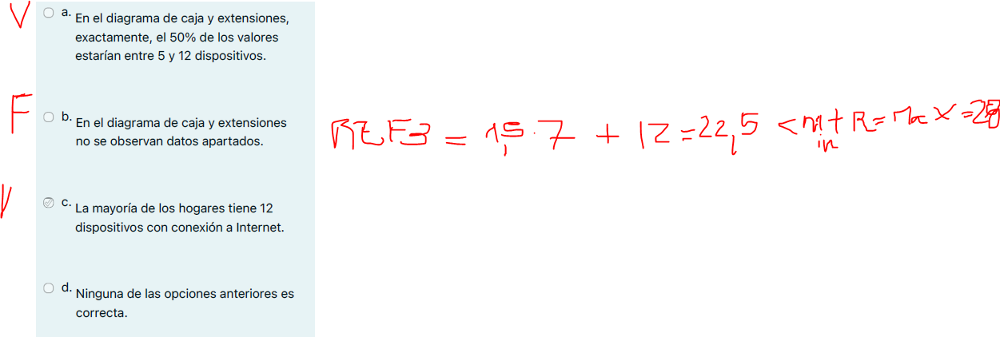 V a. En el diagrama de caja y extensiones,
exactamente, el 50% de los valores
estarían entre 5 y 12 dispositivos.
F b. En el diagrama de caja y extensiones
no se observan datos apartados.
= 1,5 · 7 + 12 = 22,5 < min + R = max =
V c. La mayoría de los hogares tiene 12
dispositivos con conexión a Internet.
d. Ninguna de las opciones anteriores es
correcta.